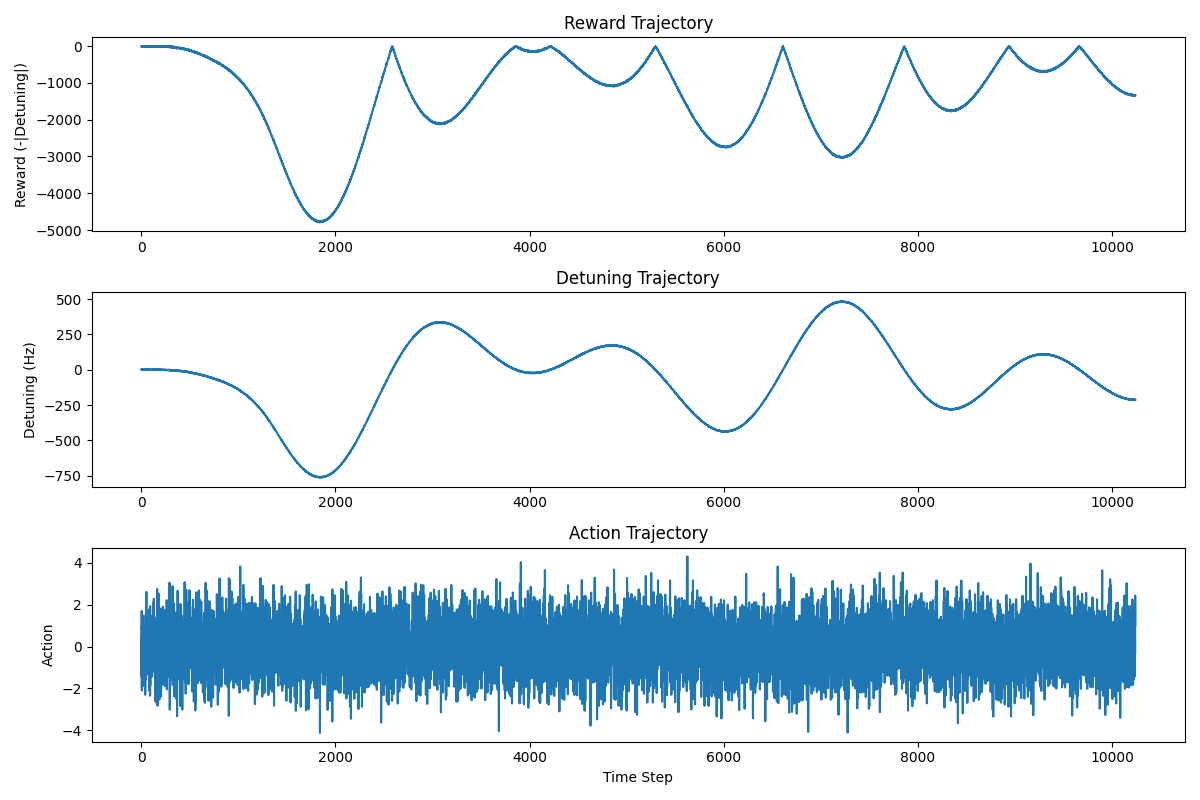 Reward Trajectory
Reward (-|Detuning|)
0
−1000
−2000
−3000
−4000
−5000
0 2000 4000 6000 8000 10000
Detuning Trajectory
Detuning (Hz)
500
250
0
−250
−500
−750
0 2000 4000 6000 8000 10000
Action Trajectory
Action
4
2
0
−2
−4
0 2000 4000 6000 8000 10000
Time Step